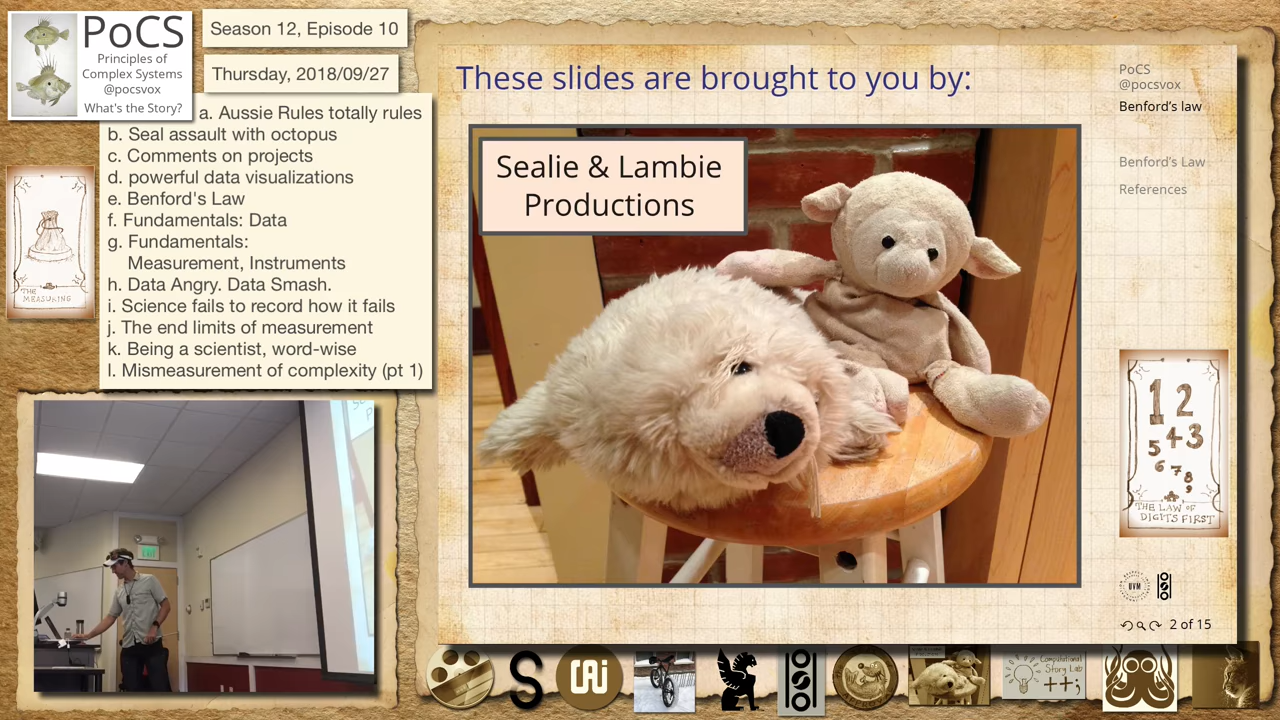 PoCS
Principles of
Complex Systems
@pocsvox
What's the Story?
Season 12, Episode 10
Thursday, 2018/09/27
a. Aussie Rules totally rules
b. Seal assault with octopus
c. Comments on projects
d. powerful data visualizations
e. Benford's Law
f. Fundamentals: Data
g. Fundamentals:
Measurement, Instruments
h. Data Angry. Data Smash.
i. Science fails to record how it fails
j. The end limits of measurement
k. Being a scientist, word-wise
l. Mismeasurement of complexity (pt 1)
THE
MEASURING
These slides are brought to you by:
Sealie & Lambie
Productions
PoCS
@pocsvox
Benford's law
Benford's Law
References
1 2
5 4 3
6 7 8
9
THE LAW OF
DIGITS FIRST
UVM
2 of 15
Computational
Story Lab
++;